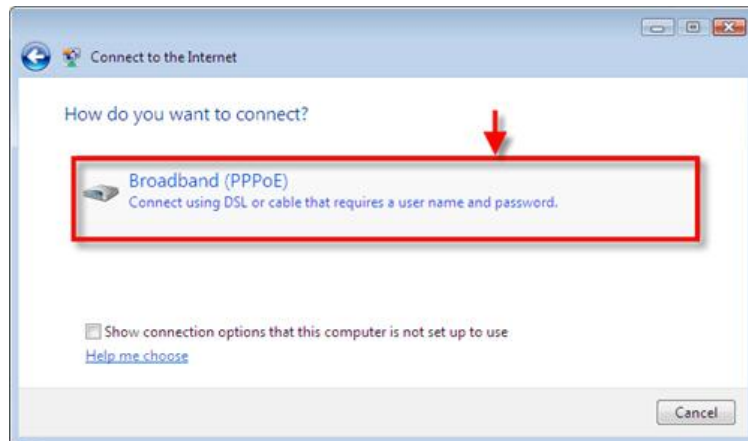 Connect to the Internet
How do you want to connect?
Broadband (PPPoE)
Connect using DSL or cable that requires a user name and password.
Show connection options that this computer is not set up to use
Help me choose
Cancel